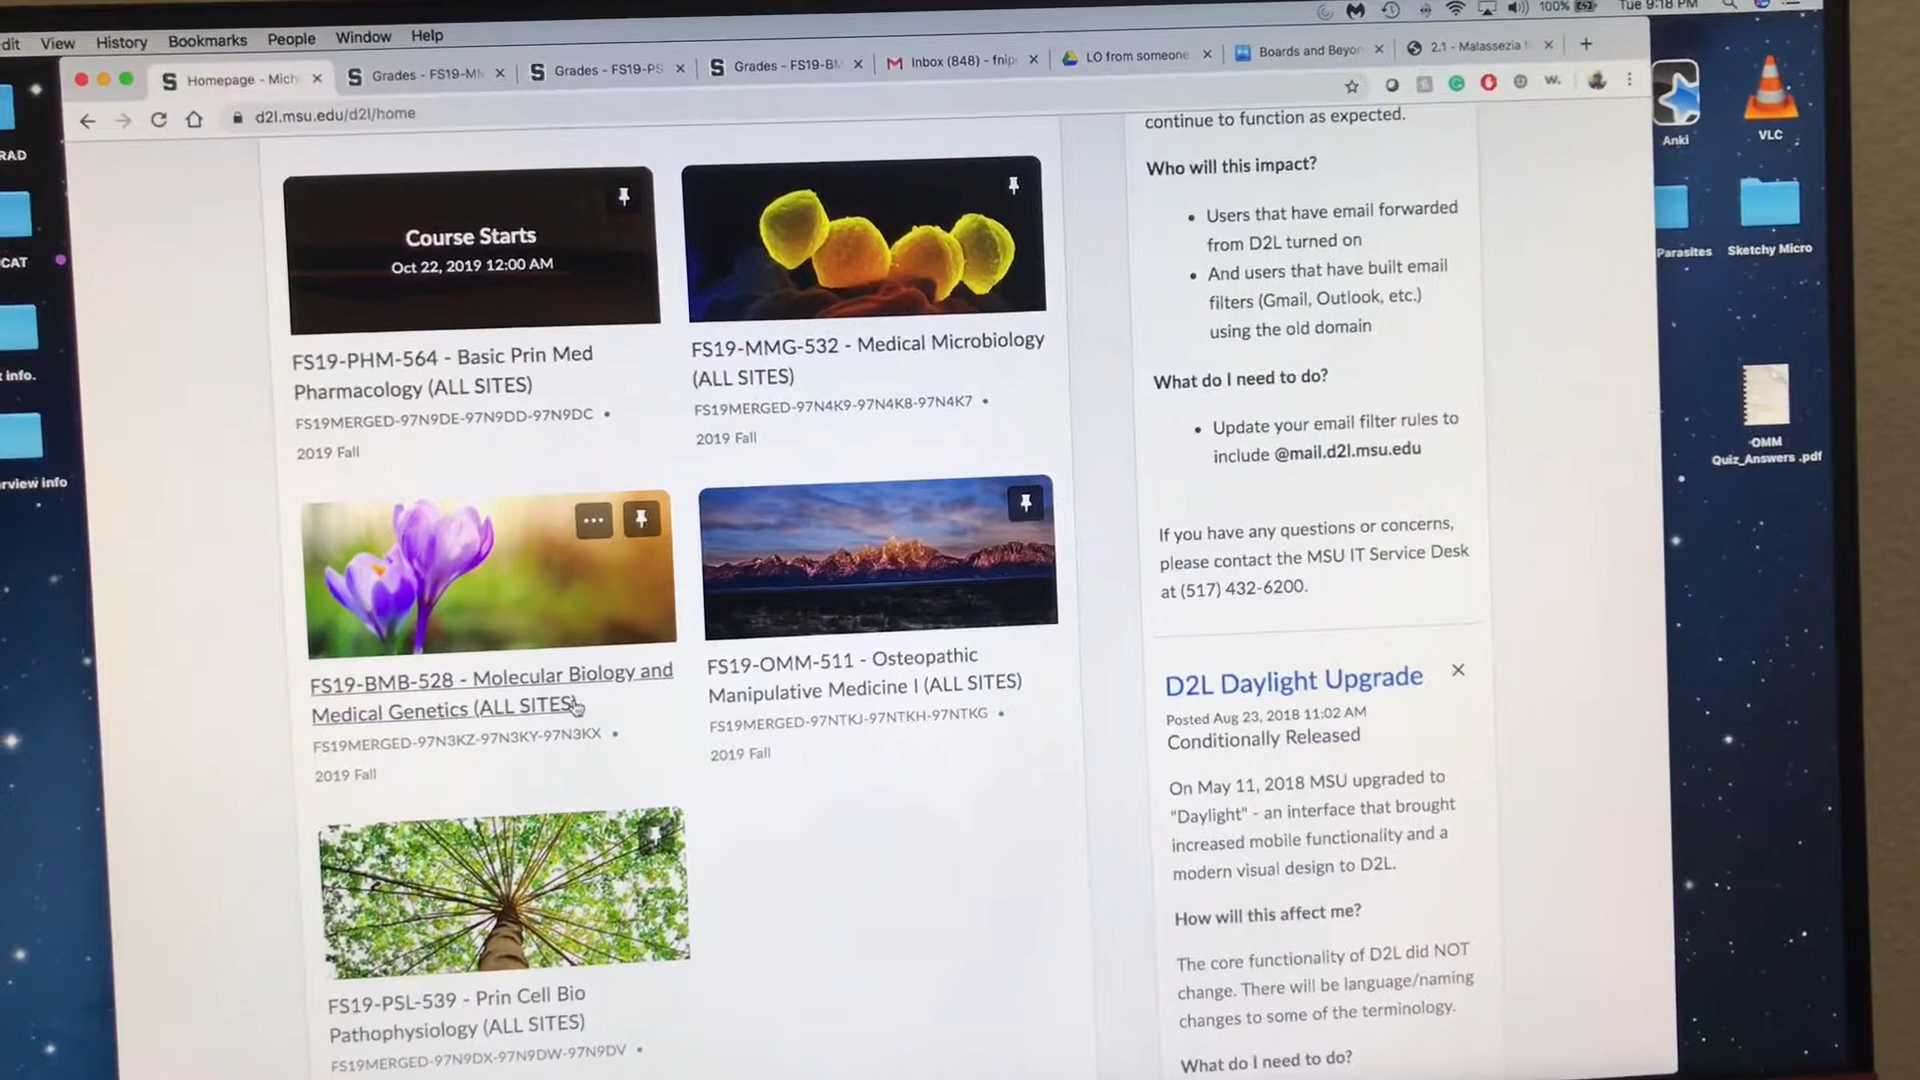 dit View History Bookmarks People Window Help
100% Tue 9:18 PM
Homepage - Mich
Grades - FS19-MM
Grades - FS19-PS
Grades - FS19-BM
Inbox (848) - fnip
LO from someone
Boards and Beyon
2.1 - Malassezia
d2l.msu.edu/d2l/home
Course Starts
Oct 22, 2019 12:00 AM
FS19-PHM-564 - Basic Prin Med
Pharmacology (ALL SITES)
FS19MERGED-97N9DE-97N9DD-97N9DC •
2019 Fall
FS19-MMG-532 - Medical Microbiology
(ALL SITES)
FS19MERGED-97N4K9-97N4K8-97N4K7 •
2019 Fall
FS19-BMB-528 - Molecular Biology and
Medical Genetics (ALL SITES)
FS19MERGED-97N3KZ-97N3KY-97N3KX •
2019 Fall
FS19-OMM-511 - Osteopathic
Manipulative Medicine I (ALL SITES)
FS19MERGED-97NTKJ-97NTKH-97NTKG •
2019 Fall
FS19-PSL-539 - Prin Cell Bio
Pathophysiology (ALL SITES)
FS19MERGED-97N9DX-97N9DW-97N9DV •
continue to function as expected.
Who will this impact?
• Users that have email forwarded
from D2L turned on
• And users that have built email
filters (Gmail, Outlook, etc.)
using the old domain
What do I need to do?
• Update your email filter rules to
include @mail.d2l.msu.edu
If you have any questions or concerns,
please contact the MSU IT Service Desk
at (517) 432-6200.
D2L Daylight Upgrade
Posted Aug 23, 2018 11:02 AM
Conditionally Released
On May 11, 2018 MSU upgraded to
"Daylight" - an interface that brought
increased mobile functionality and a
modern visual design to D2L.
How will this affect me?
The core functionality of D2L did NOT
change. There will be language/naming
changes to some of the terminology.
What do I need to do?
RAD
CAT
info.
rview info
Anki
VLC
Parasites
Sketchy Micro
OMM
Quiz_Answers .pdf